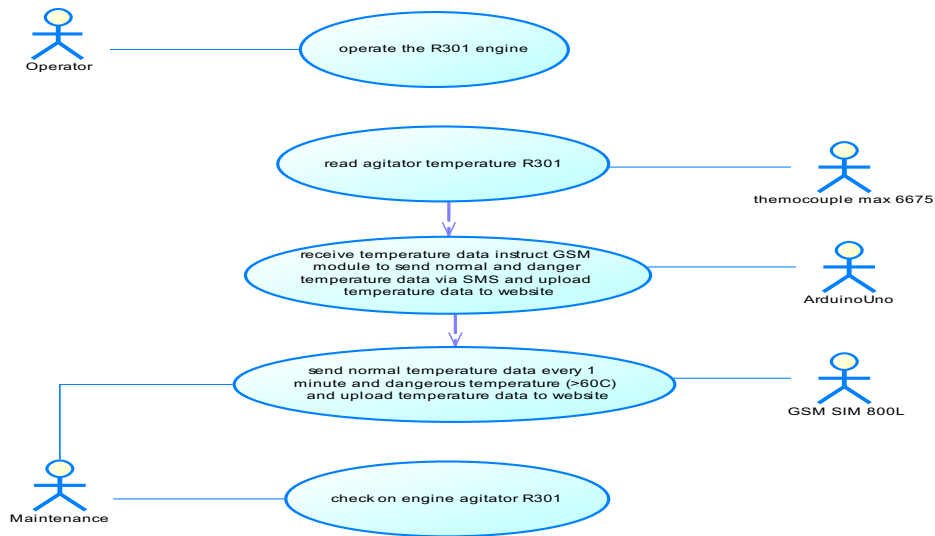 operate the R301 engine
Operator
read agitator temperature R301
themocouple max 6675
receive temperature data instruct GSM
module to send normal and danger
temperature data via SMS and upload
temperature data to website
ArduinoUno
send normal temperature data every 1
minute and dangerous temperature (>60C)
and upload temperature data to website
GSM SIM 800L
check on engine agitator R301
Maintenance